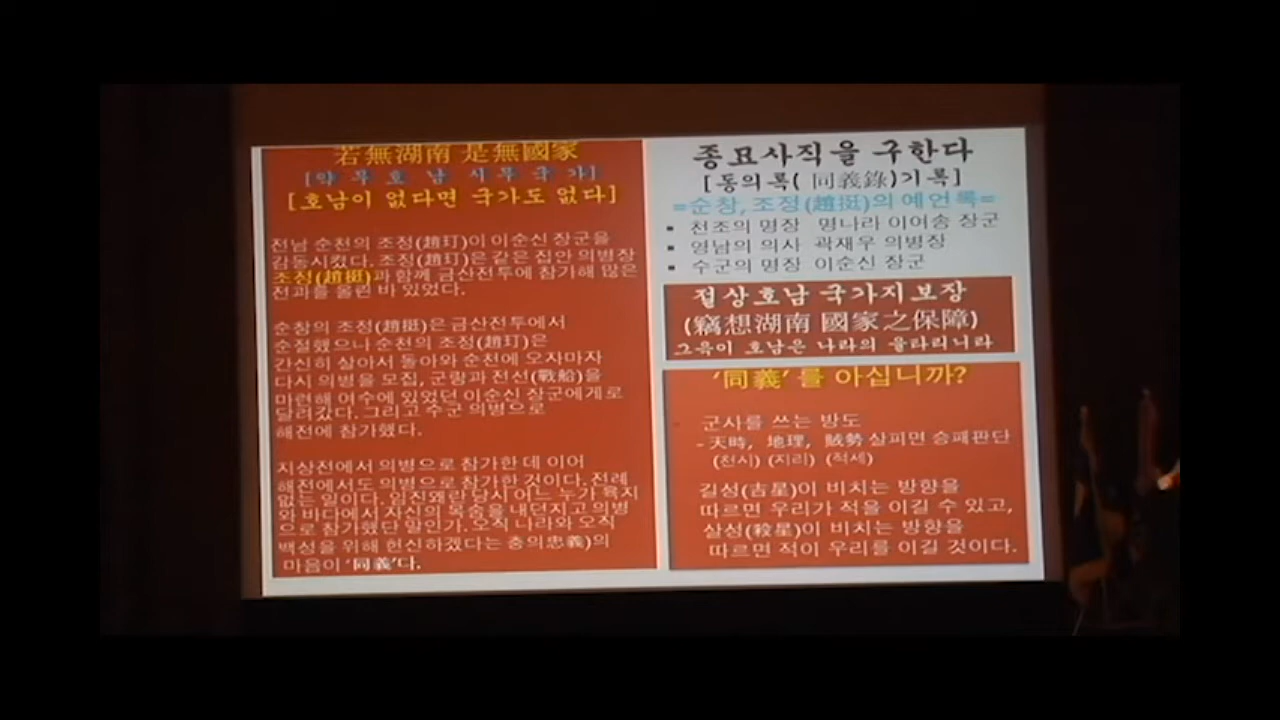 若無湖南 是無國家
[약 무 호 남 시 무 국 가]
[호남이 없다면 국가도 없다]
전남 순천의 조정(趙玎)이 이순신 장군을
감동시켰다. 조정(趙玎)은 같은 집안 의병장
조정(趙挺)과 함께 금산전투에 참가해 많은
전과를 올린 바 있었다.
순창의 조정(趙挺)은 금산전투에서
순절했으나 순천의 조정(趙玎)은
간신히 살아서 돌아와 순천에 오자마자
다시 의병을 모집, 군량과 전선(戰船)을
마련해 여수에 있었던 이순신 장군에게로
달려갔다. 그리고 수군 의병으로
해전에 참가했다.
지상전에서 의병으로 참가한 데 이어
해전에서도 의병으로 참가한 것이다. 전례
없는 일이다. 임진왜란 당시 어느 누가 육지
와 바다에서 자신의 목숨을 내던지고 의병
으로 참가했단 말인가. 오직 나라와 오직
백성을 위해 헌신하겠다는 충의忠義)의
마음이 '同義'다.
종묘사직을 구한다
[동의록( 同義錄)기록]
=순창, 조정(趙挺)의 예언록=
▪ 천조의 명장 명나라 이여송 장군
▪ 영남의 의사 곽재우 의병장
▪ 수군의 명장 이순신 장군
절상호남 국가지보장
(竊想湖南 國家之保障)
그윽이 호남은 나라의 울타리니라
'同義'를 아십니까?
군사를 쓰는 방도
- 天時, 地理, 賊勢 살피면 승패판단
(천시) (지리) (적세)
길성(吉星)이 비치는 방향을
따르면 우리가 적을 이길 수 있고,
살성(殺星)이 비치는 방향을
따르면 적이 우리를 이길 것이다.